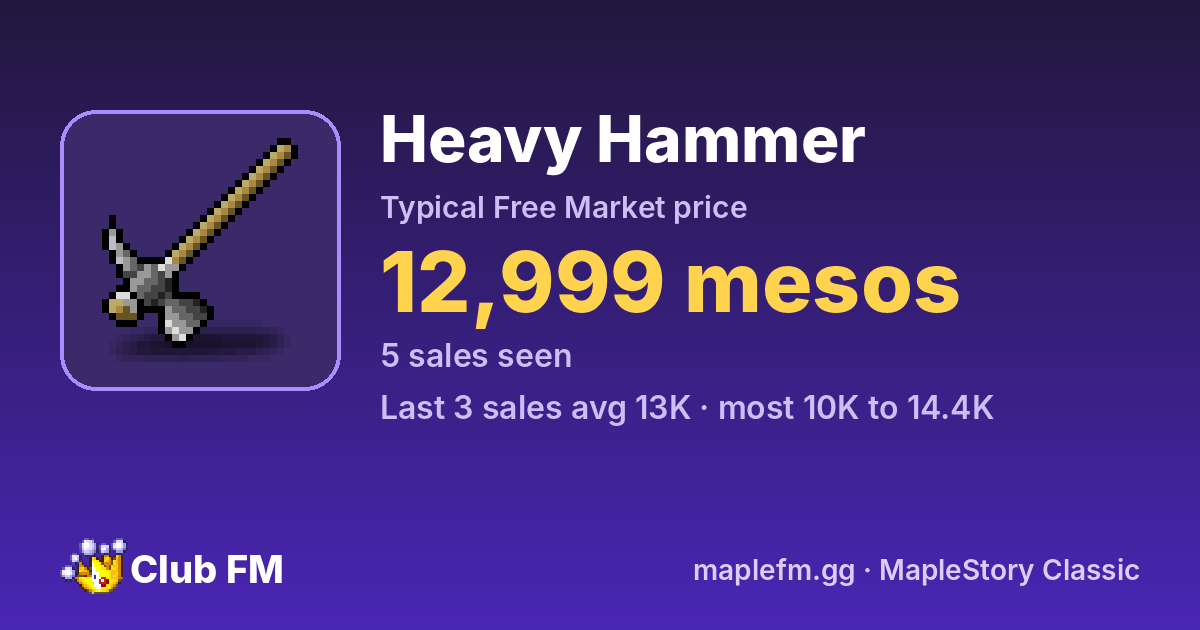 Heavy Hammer
Typical Free Market price
12,999 mesos
5 sales seen
Last 3 sales avg 13K · most 10K to 14.4K
Club FM
maplefm.gg · MapleStory Classic